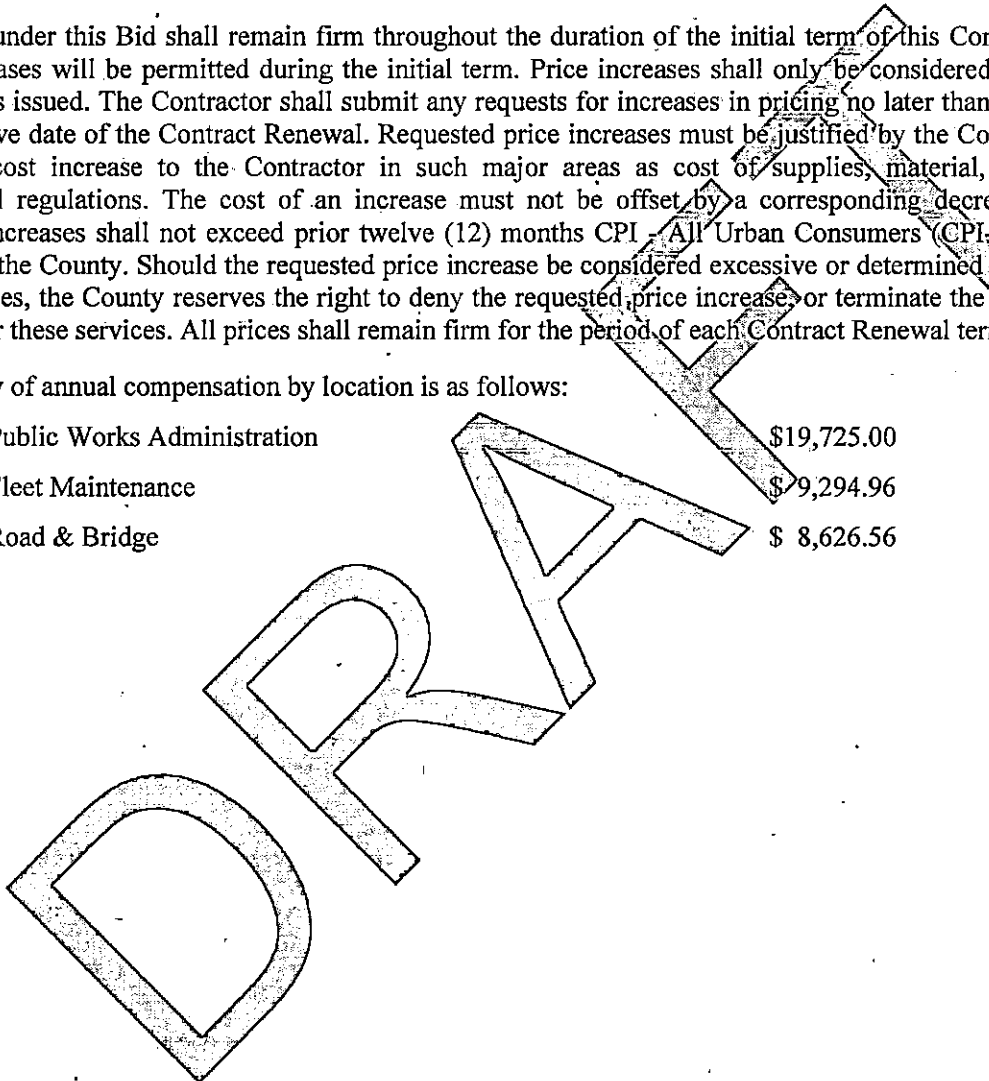 under this Bid shall remain firm throughout the duration of the initial term of this Con
ases will be permitted during the initial term. Price increases shall only be considered
s issued. The Contractor shall submit any requests for increases in pricing no later than
ve date of the Contract Renewal. Requested price increases must be justified by the Co
cost increase to the Contractor in such major areas as cost of supplies, material,
l regulations. The cost of an increase must not be offset by a corresponding decre
ncreases shall not exceed prior twelve (12) months CPI - All Urban Consumers (CPI-
the County. Should the requested price increase be considered excessive or determined
es, the County reserves the right to deny the requested price increase, or terminate the
r these services. All prices shall remain firm for the period of each Contract Renewal ter
y of annual compensation by location is as follows:
Public Works Administration $19,725.00
Fleet Maintenance $ 9,294.96
Road & Bridge $ 8,626.56
DRAFT